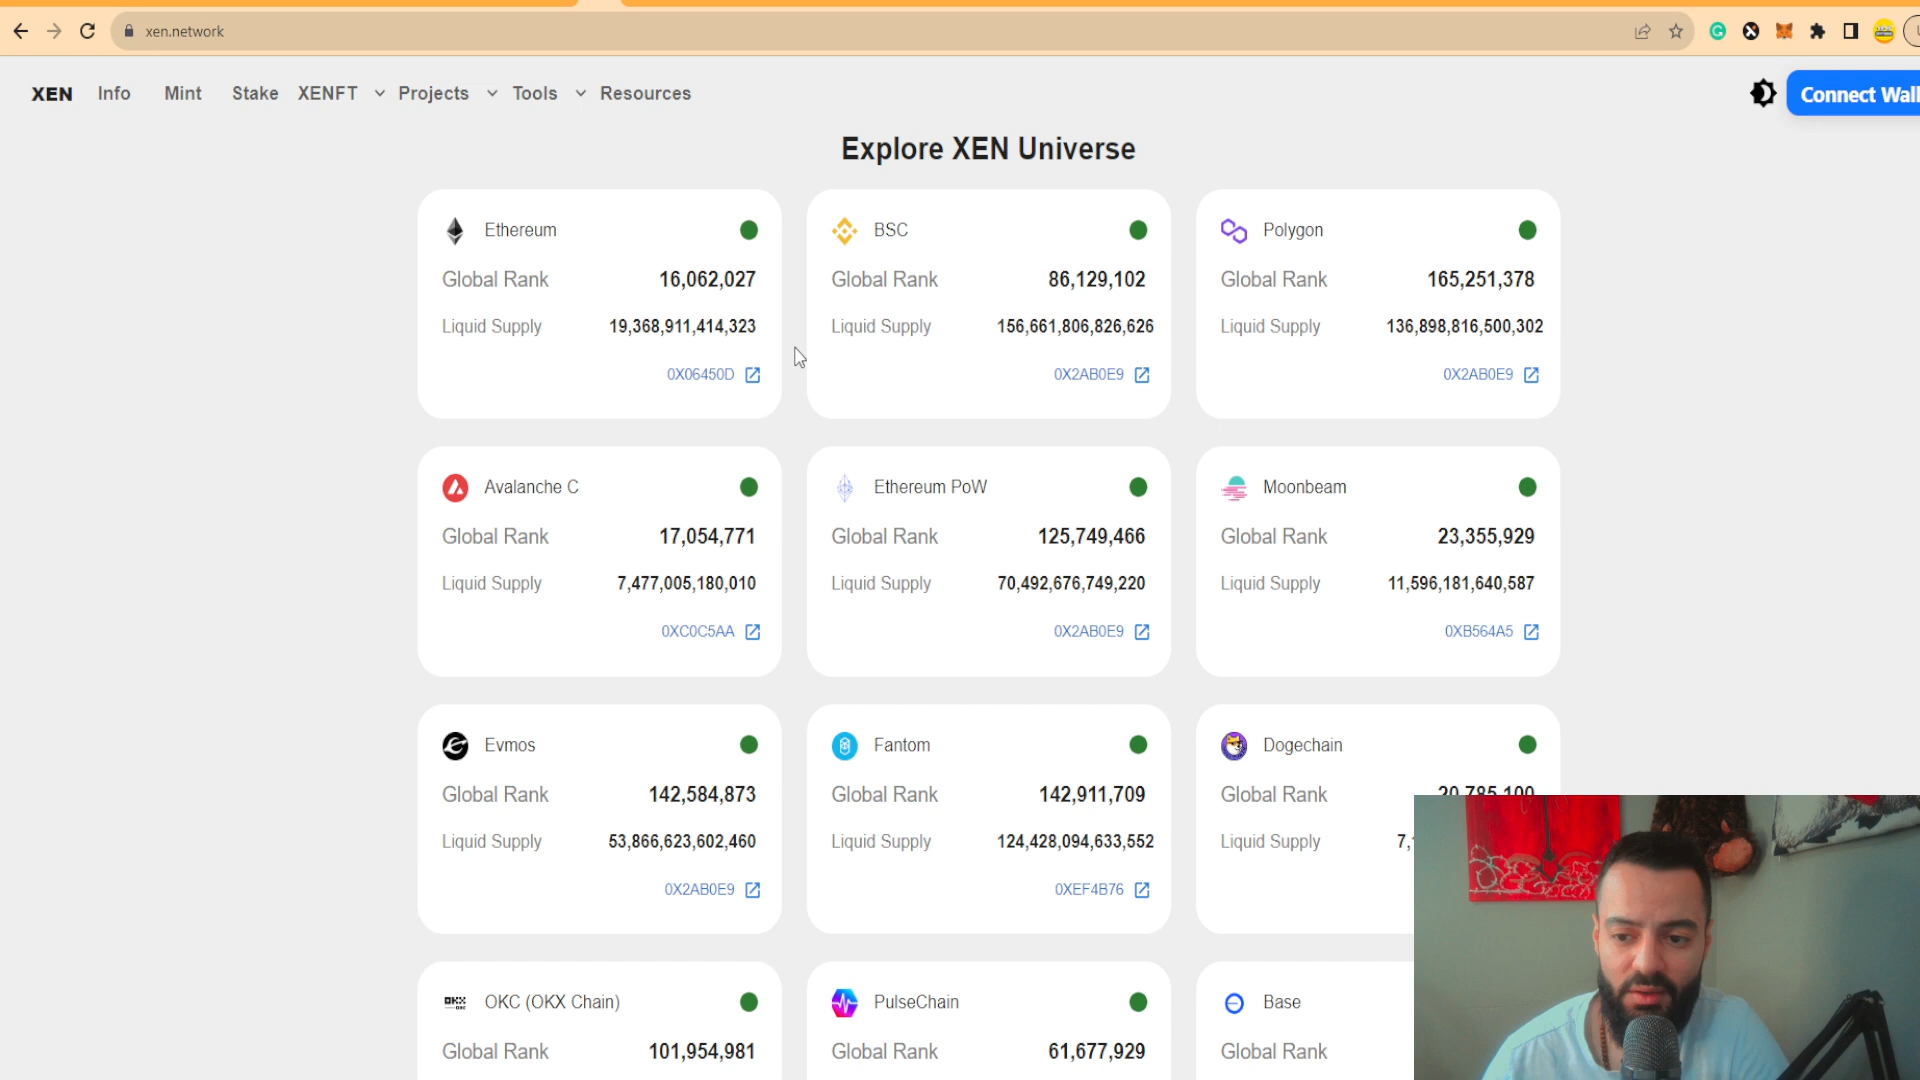 xen.network
XEN Info Mint Stake XENFT Projects Tools Resources
Connect Wall
Explore XEN Universe
Ethereum
Global Rank 16,062,027
Liquid Supply 19,368,911,414,323
0X06450D
BSC
Global Rank 86,129,102
Liquid Supply 156,661,806,826,626
0X2AB0E9
Polygon
Global Rank 165,251,378
Liquid Supply 136,898,816,500,302
0X2AB0E9
Avalanche C
Global Rank 17,054,771
Liquid Supply 7,477,005,180,010
0XC0C5AA
Ethereum PoW
Global Rank 125,749,466
Liquid Supply 70,492,676,749,220
0X2AB0E9
Moonbeam
Global Rank 23,355,929
Liquid Supply 11,596,181,640,587
0XB564A5
Evmos
Global Rank 142,584,873
Liquid Supply 53,866,623,602,460
0X2AB0E9
Fantom
Global Rank 142,911,709
Liquid Supply 124,428,094,633,552
0XEF4B76
Dogechain
Global Rank 20,785,100
Liquid Supply 7,
OKC (OKX Chain)
Global Rank 101,954,981
PulseChain
Global Rank 61,677,929
Base
Global Rank